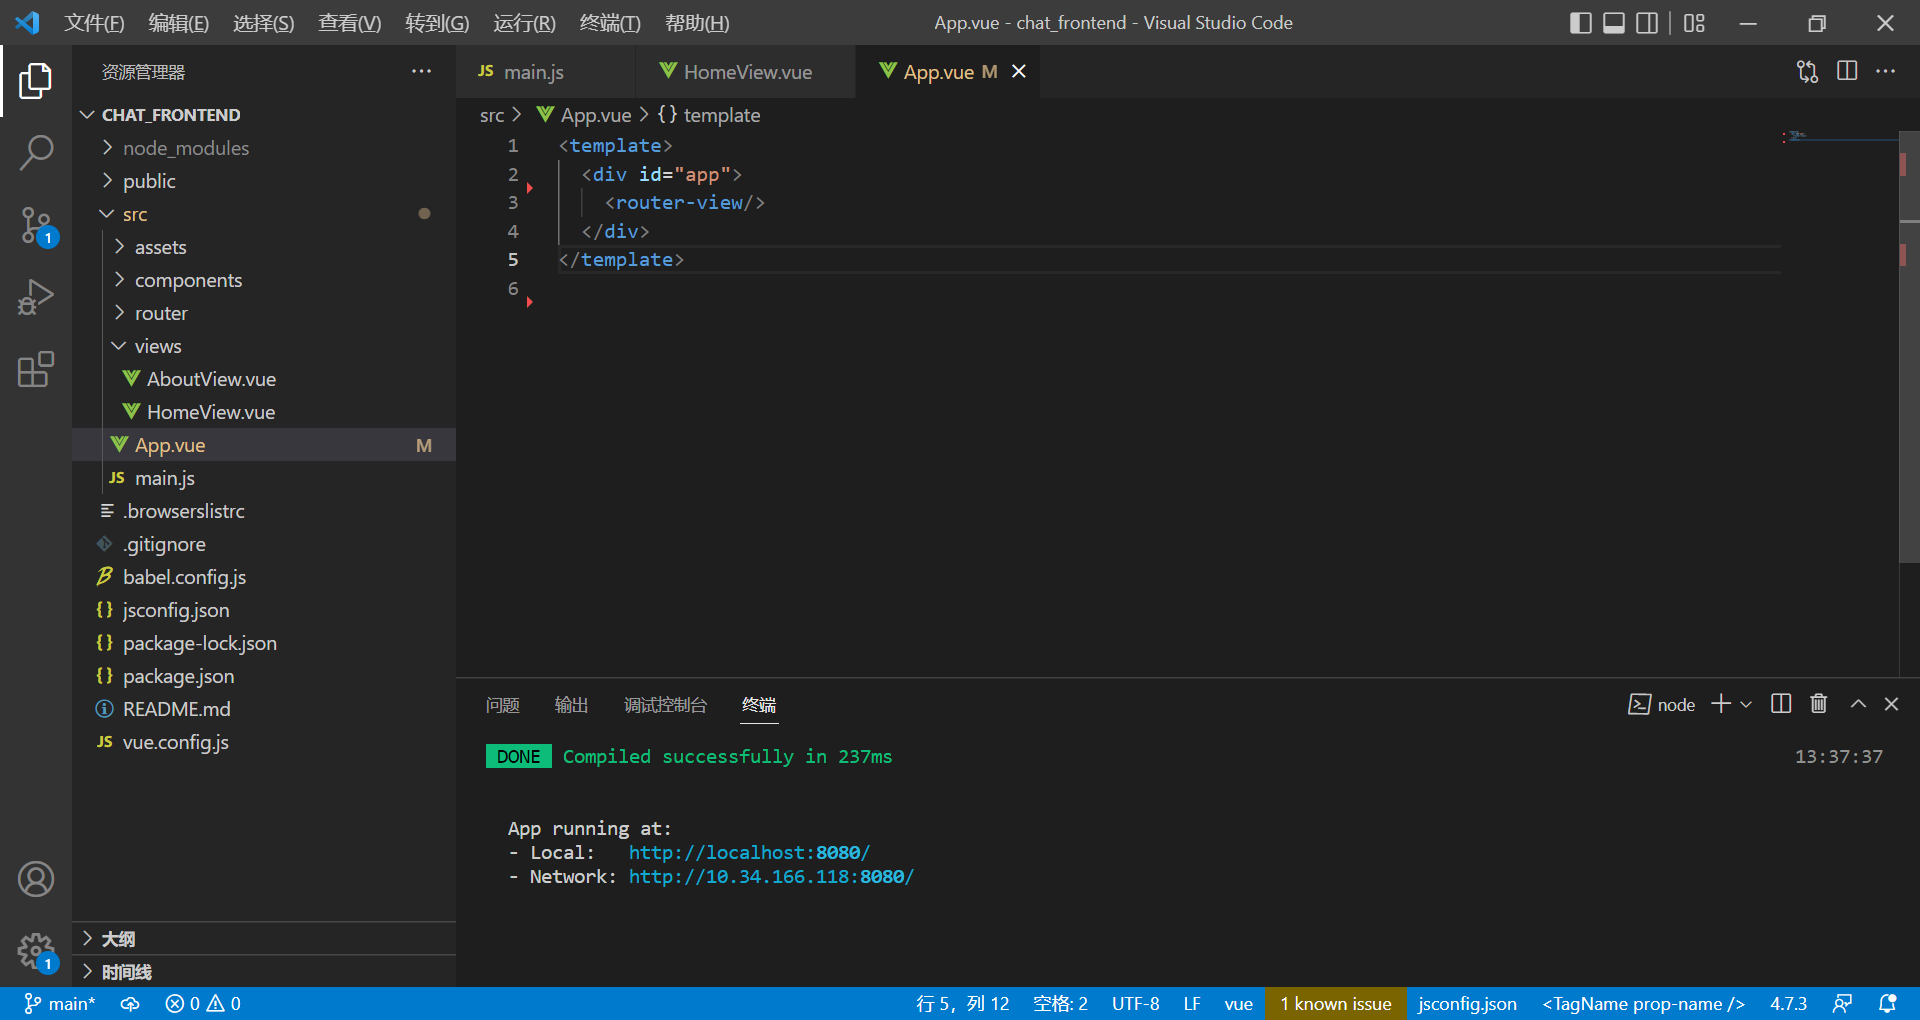 文件(F) 编辑(E) 选择(S) 查看(V) 转到(G) 运行(R) 终端(T) 帮助(H) App.vue - chat_frontend - Visual Studio Code
资源管理器
CHAT_FRONTEND
node_modules
public
src
assets
components
router
views
AboutView.vue
HomeView.vue
App.vue M
JS main.js
.browserslistrc
.gitignore
babel.config.js
{} jsconfig.json
{} package-lock.json
{} package.json
README.md
JS vue.config.js
大纲
时间线
1
1
JS main.js HomeView.vue App.vue M
src > App.vue > {} template
1 <template>
2 <div id="app">
3 <router-view/>
4 </div>
5 </template>
6
问题 输出 调试控制台 终端 node
DONE Compiled successfully in 237ms 13:37:37
App running at:
- Local: http://localhost:8080/
- Network: http://10.34.166.118:8080/
main* 0 0 行 5，列 12 空格: 2 UTF-8 LF vue 1 known issue jsconfig.json <TagName prop-name /> 4.7.3